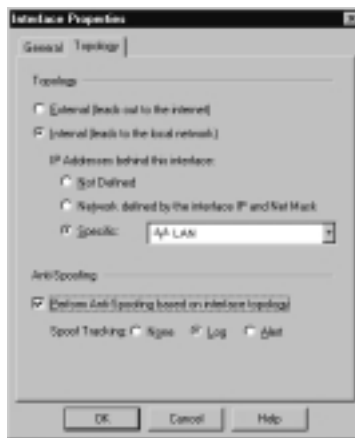 Interface Properties
General Topology
Topology
External (leads out to the internet)
Internal (leads to the local network)
IP Addresses behind this interface:
Not Defined
Network defined by the interface IP and Net Mask
Specific: LAN
Anti-Spoofing
Perform Anti-Spoofing based on interface topology
Spoof Tracking: None Log Alert
OK Cancel Help